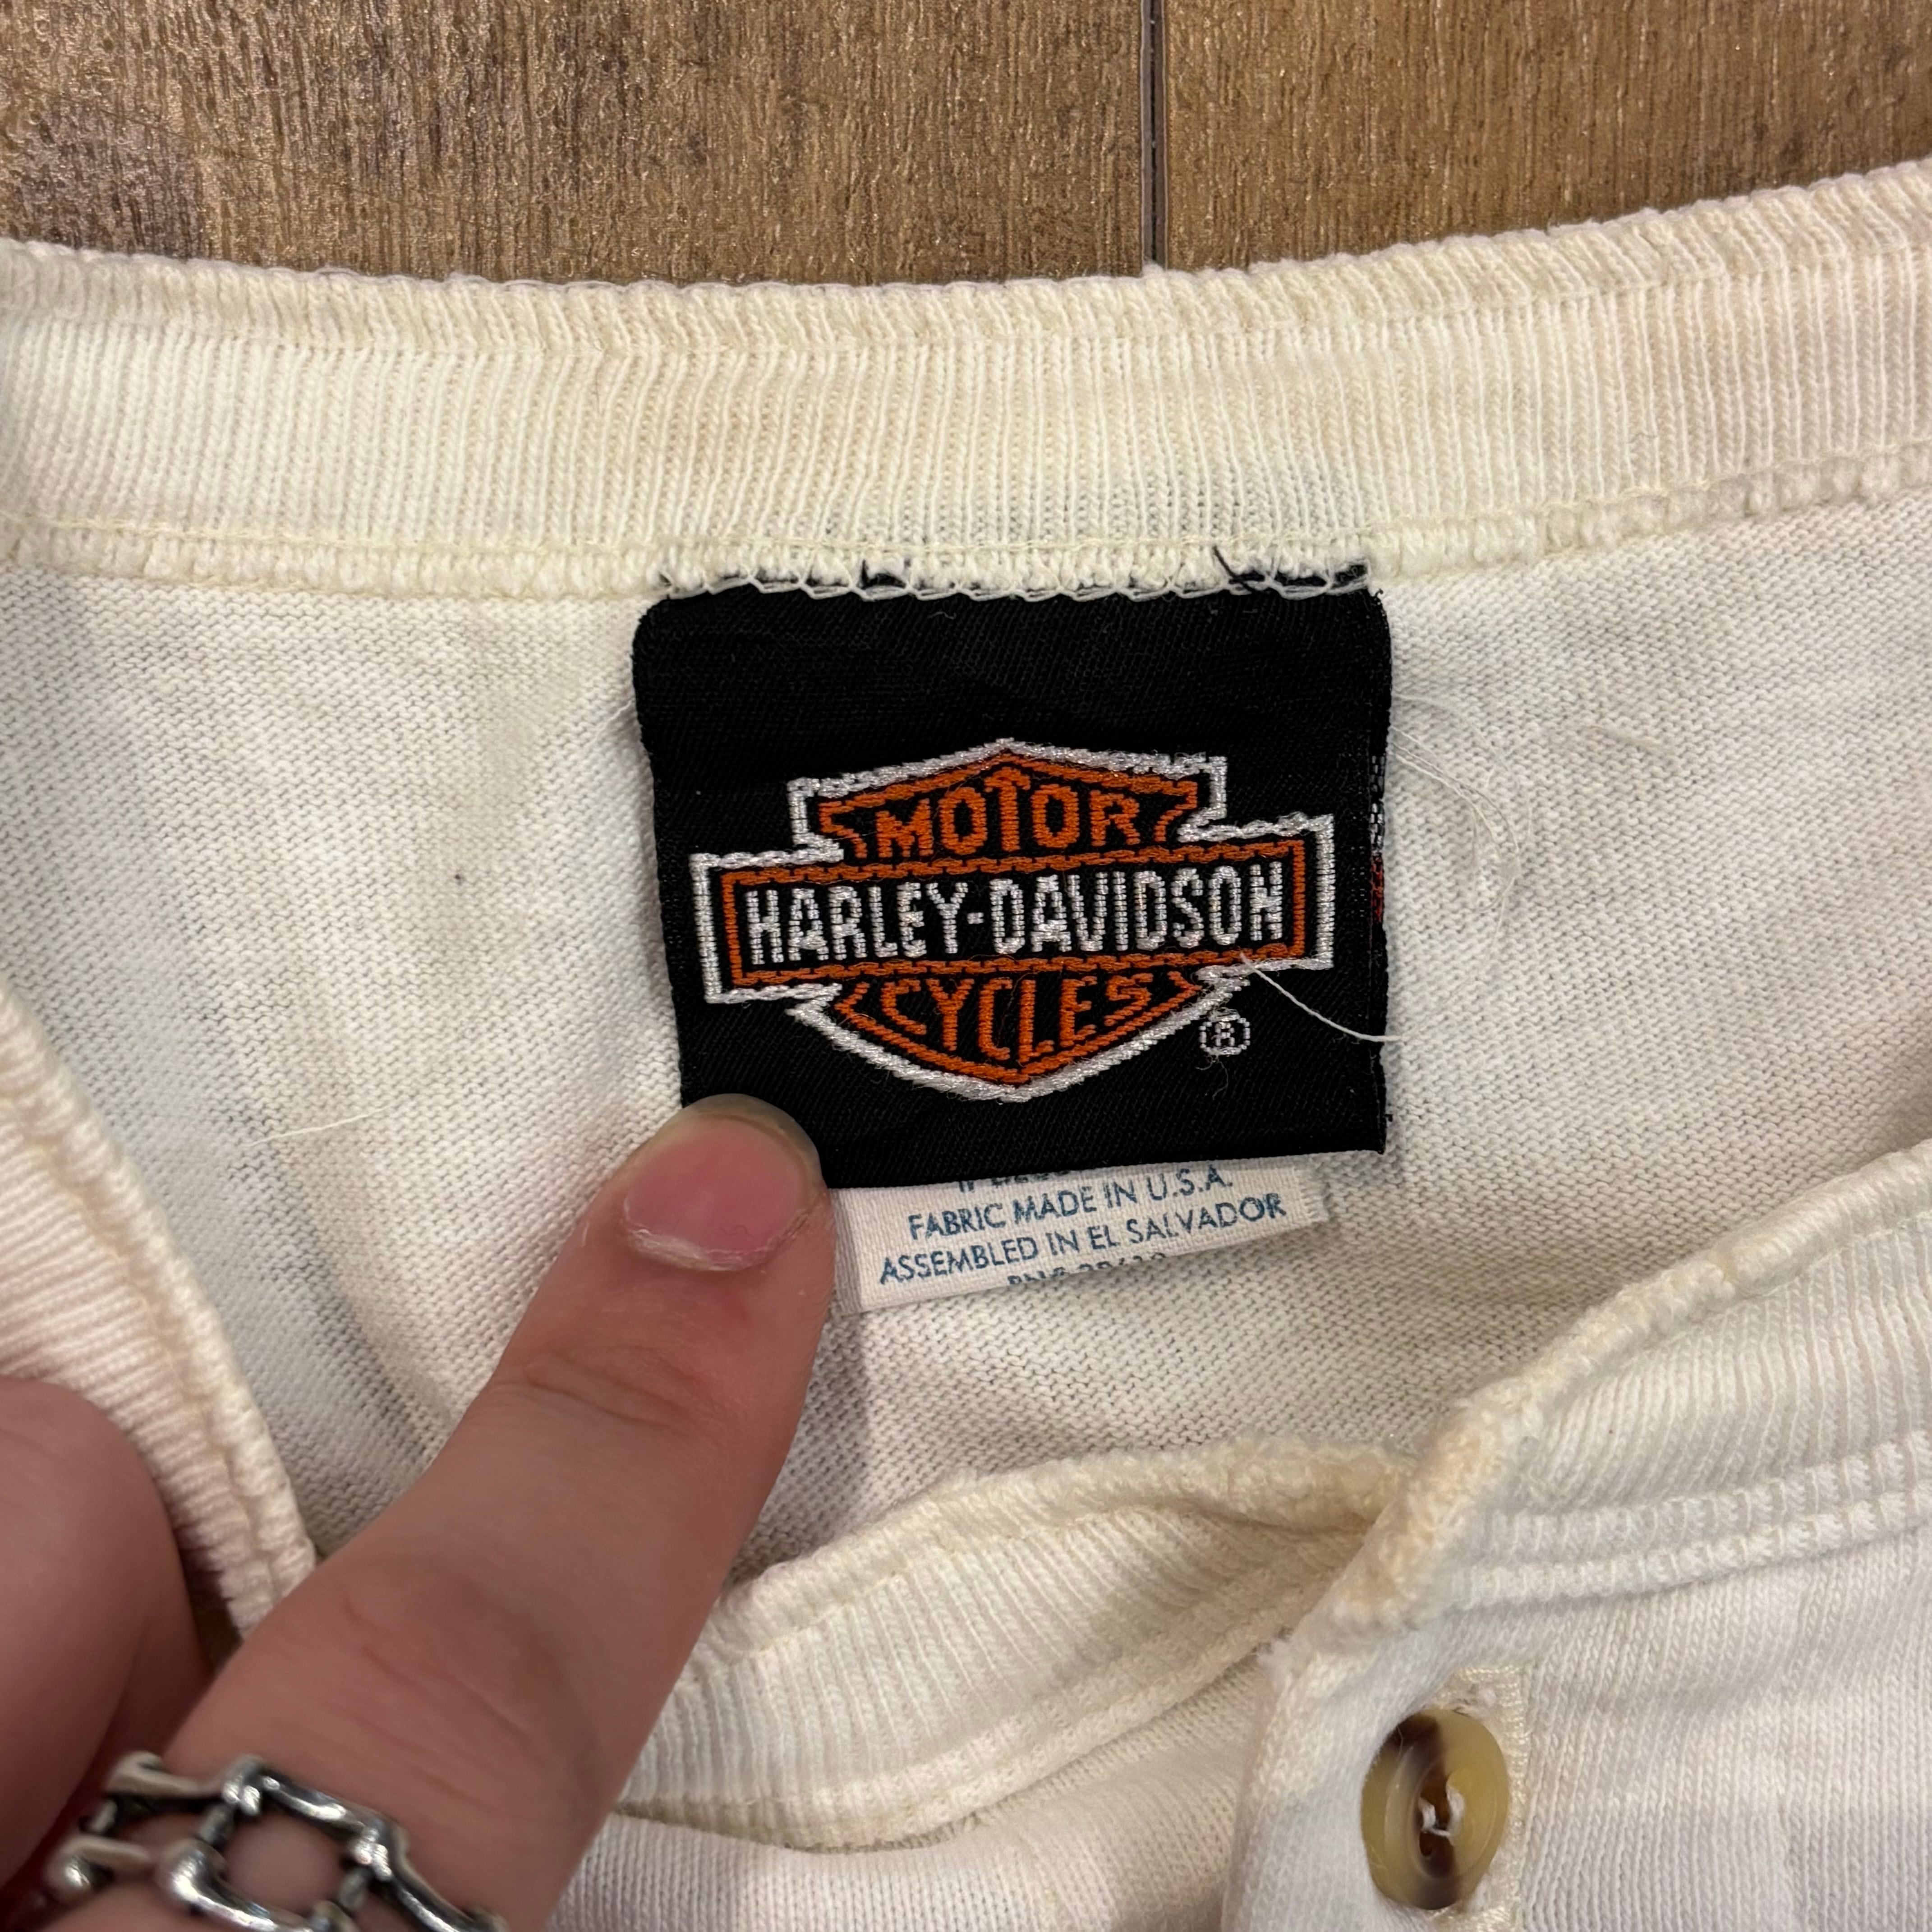 MOTOR
HARLEY-DAVIDSON
CYCLES
®
FABRIC MADE IN U.S.A.
ASSEMBLED IN EL SALVADOR